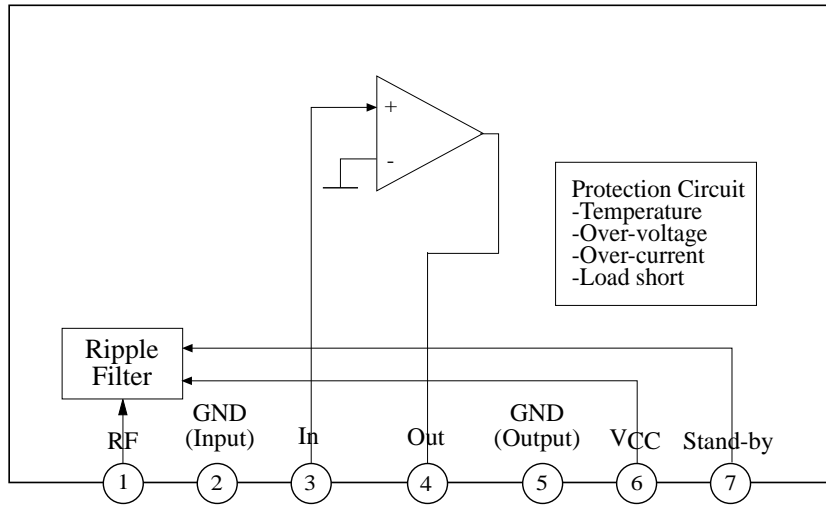 +
-
Protection Circuit
-Temperature
-Over-voltage
-Over-current
-Load short
Ripple
Filter
RF
GND
(Input)
In
Out
GND
(Output)
VCC
Stand-by
1
2
3
4
5
6
7